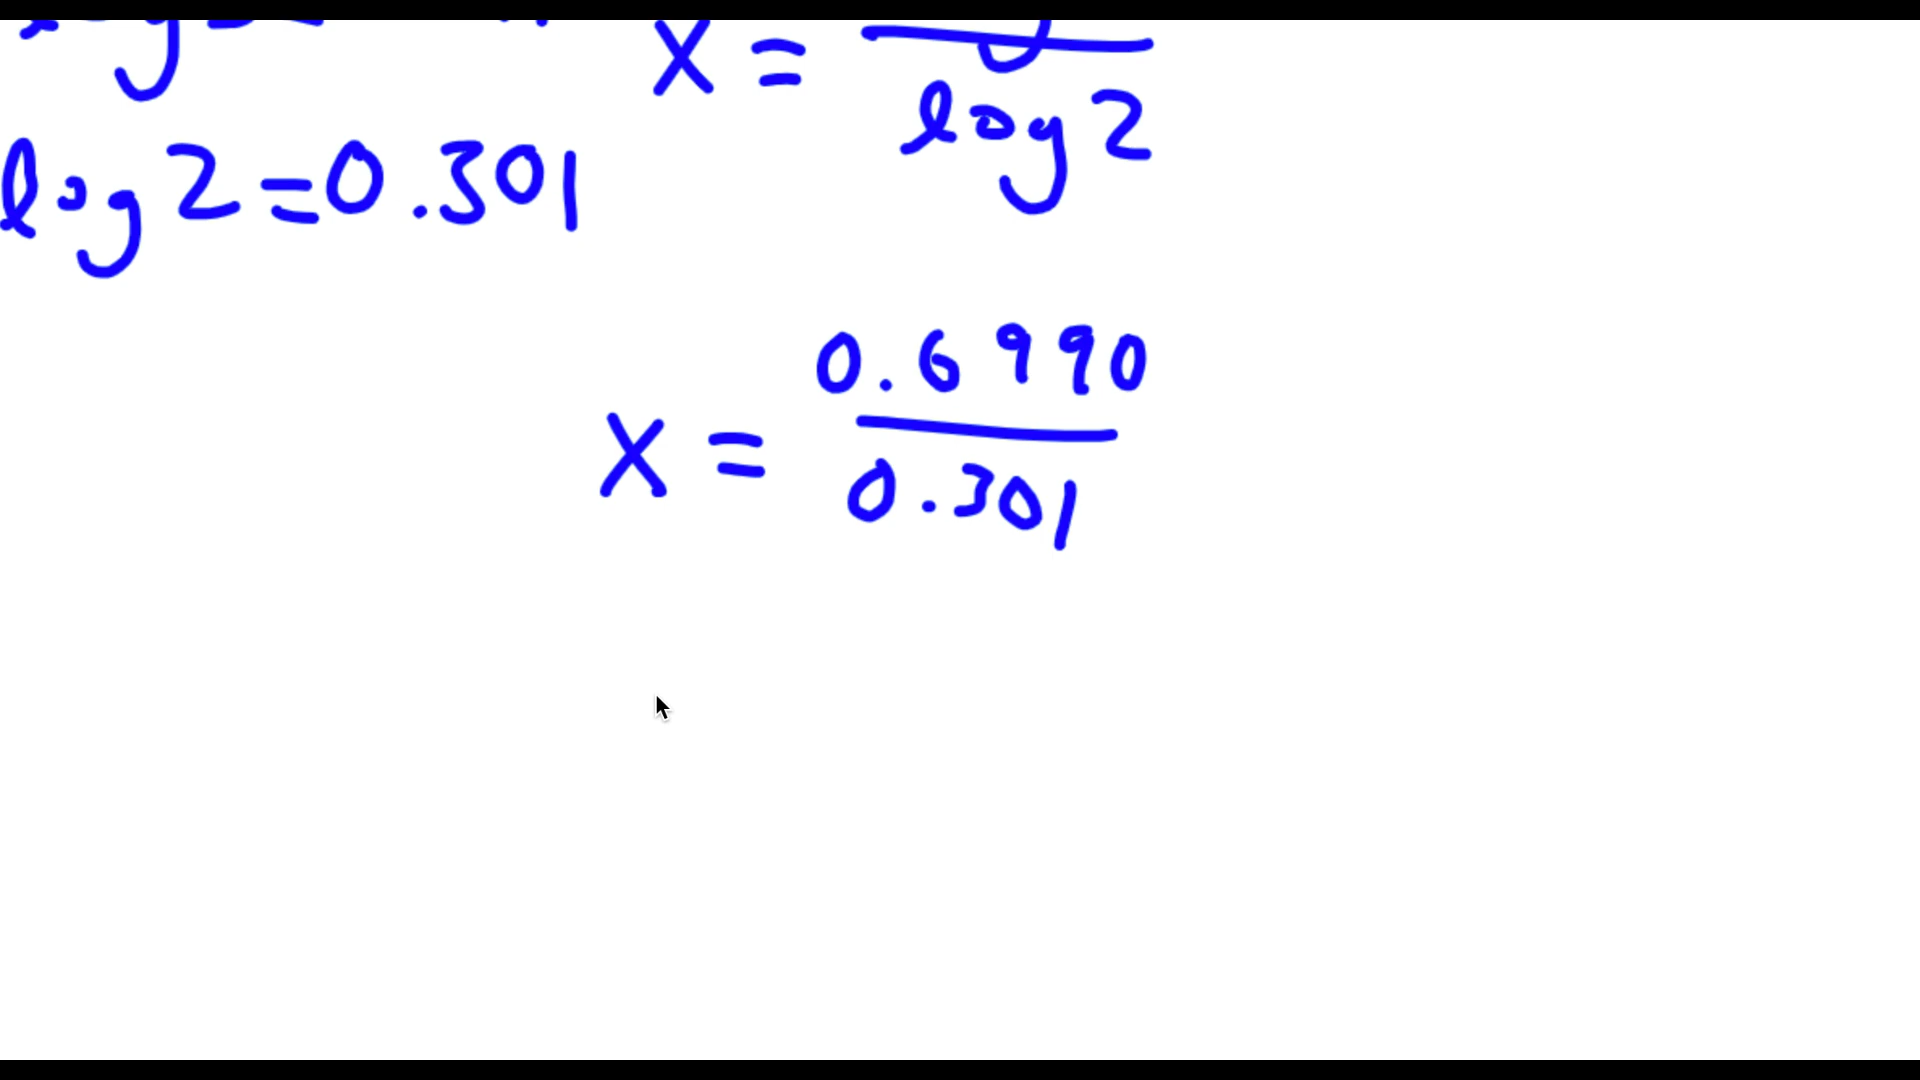 x =
log 2
log 2 = 0.301
0.6990
x =
0.301